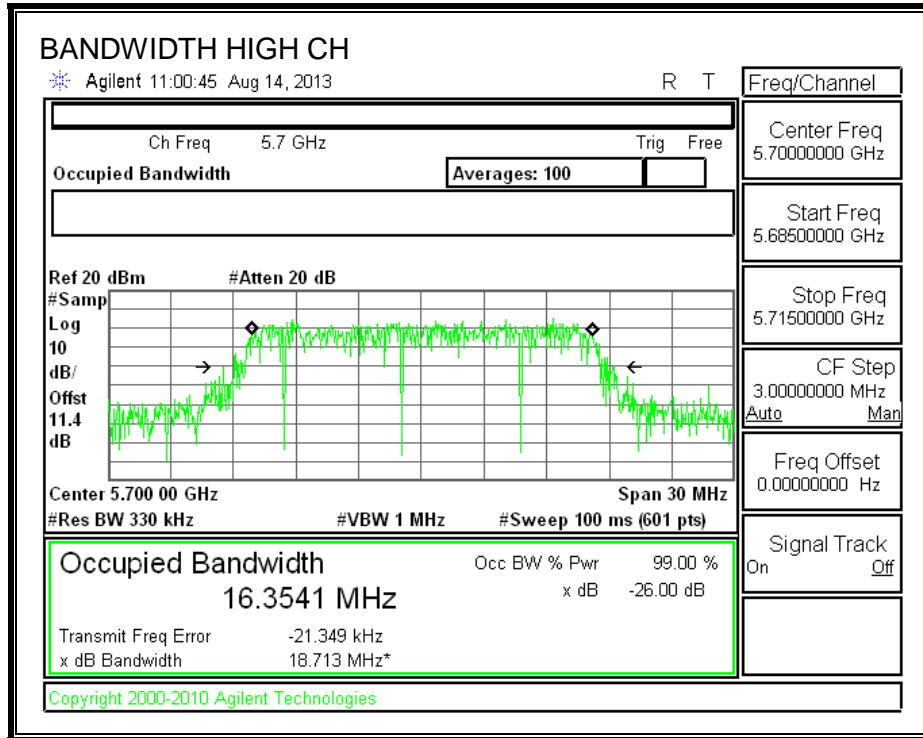 BANDWIDTH HIGH CH
Agilent 11:00:45 Aug 14, 2013 R T
Ch Freq 5.7 GHz Trig Free
Occupied Bandwidth Averages: 100
Ref 20 dBm #Atten 20 dB
#Samp
Log
10
dB/
Offst
11.4
dB
Center 5.700 00 GHz Span 30 MHz
#Res BW 330 kHz #VBW 1 MHz #Sweep 100 ms (601 pts)
Occupied Bandwidth Occ BW % Pwr 99.00 %
16.3541 MHz x dB -26.00 dB
Transmit Freq Error -21.349 kHz
x dB Bandwidth 18.713 MHz*
Copyright 2000-2010 Agilent Technologies
Freq/Channel
Center Freq
5.70000000 GHz
Start Freq
5.68500000 GHz
Stop Freq
5.71500000 GHz
CF Step
3.00000000 MHz
Auto Man
Freq Offset
0.00000000 Hz
Signal Track
On Off